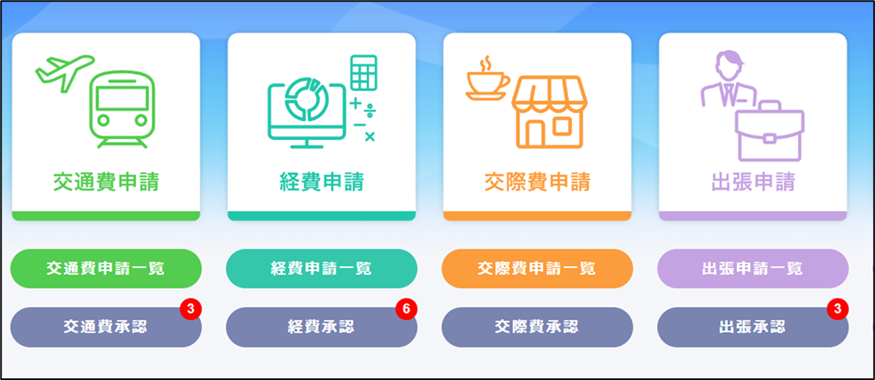 交通費申請
経費申請
交際費申請
出張申請
交通費申請一覧
経費申請一覧
交際費申請一覧
出張申請一覧
3
交通費承認
6
経費承認
交際費承認
3
出張承認